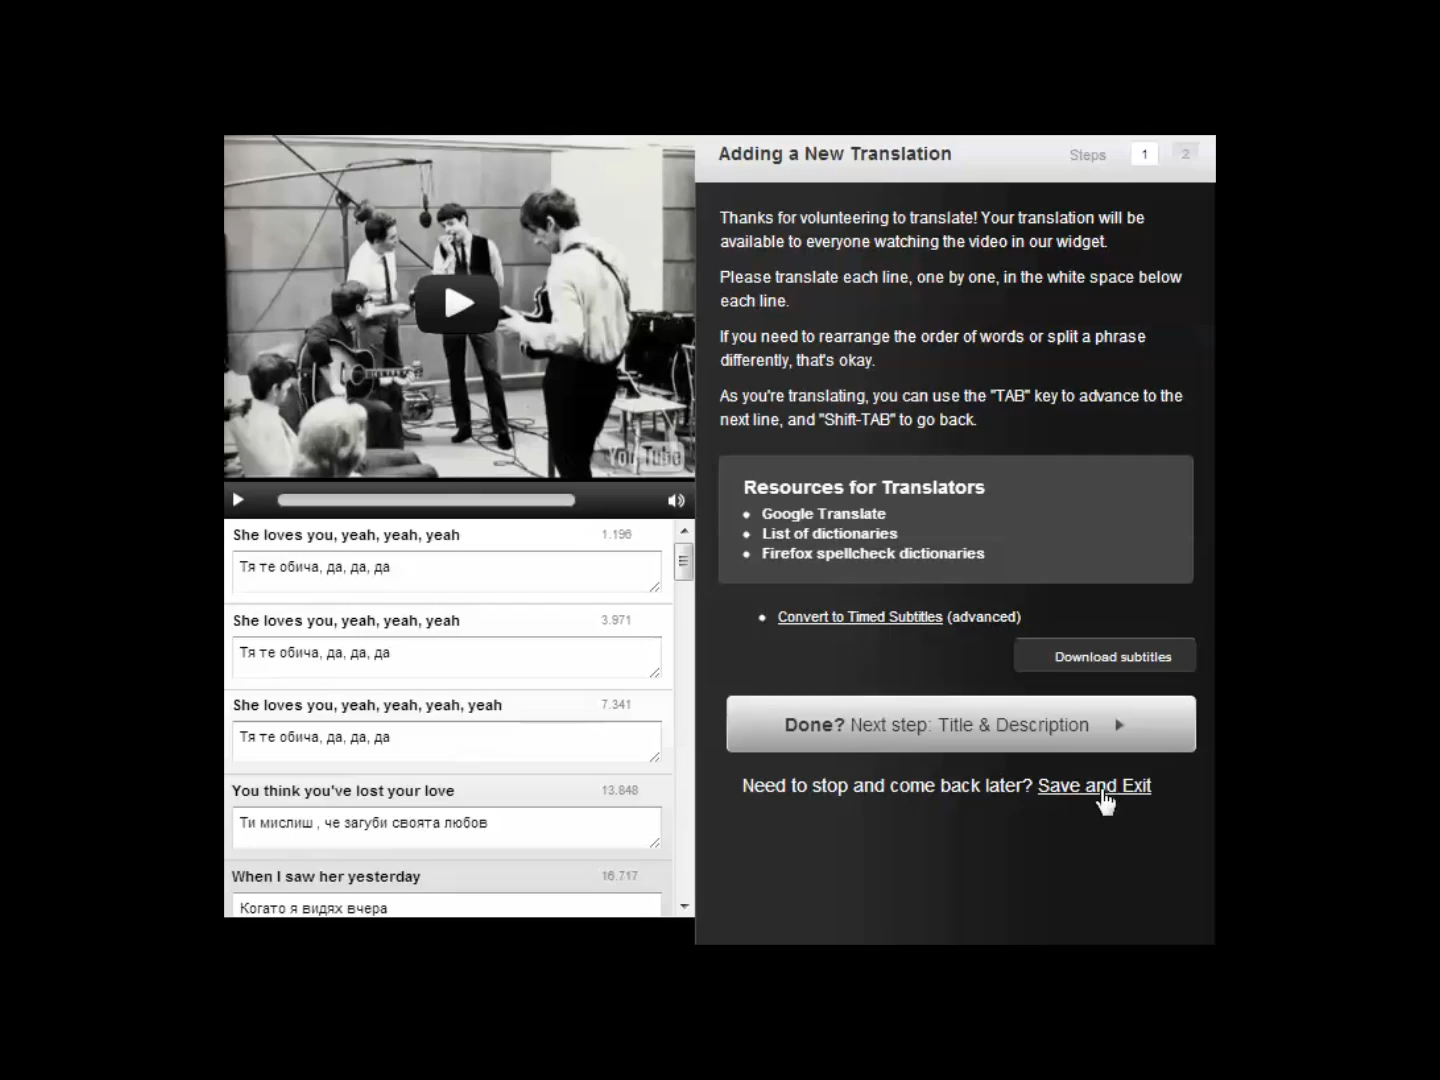 Adding a New Translation
Steps 1 2
Thanks for volunteering to translate! Your translation will be
available to everyone watching the video in our widget.
Please translate each line, one by one, in the white space below
each line.
If you need to rearrange the order of words or split a phrase
differently, that's okay.
As you're translating, you can use the "TAB" key to advance to the
next line, and "Shift-TAB" to go back.
Resources for Translators
Google Translate
List of dictionaries
Firefox spellcheck dictionaries
Convert to Timed Subtitles (advanced)
Download subtitles
Done? Next step: Title & Description
Need to stop and come back later? Save and Exit
YouTube
She loves you, yeah, yeah, yeah 1.196
Тя те обича, да, да, да
She loves you, yeah, yeah, yeah 3.971
Тя те обича, да, да, да
She loves you, yeah, yeah, yeah, yeah 7.341
Тя те обича, да, да, да
You think you've lost your love 13.848
Ти мислиш , че загуби своята любов
When I saw her yesterday 16.717
Когато я видях вчера